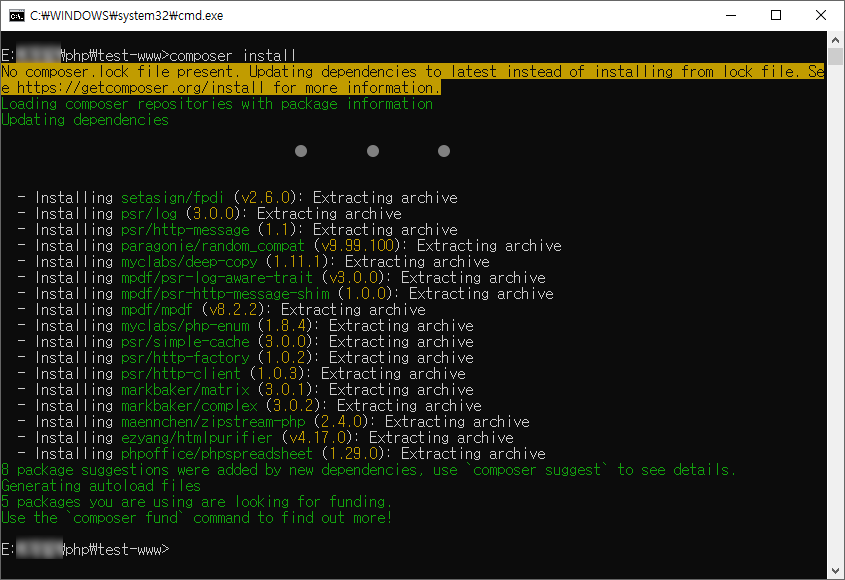 C:₩WINDOWS₩system32₩cmd.exe
E:₩php₩test-www>composer install
No composer.lock file present. Updating dependencies to latest instead of installing from lock file. Se
e https://getcomposer.org/install for more information.
Loading composer repositories with package information
Updating dependencies
- Installing setasign/fpdi (v2.6.0): Extracting archive
- Installing psr/log (3.0.0): Extracting archive
- Installing psr/http-message (1.1): Extracting archive
- Installing paragonie/random_compat (v9.99.100): Extracting archive
- Installing myclabs/deep-copy (1.11.1): Extracting archive
- Installing mpdf/psr-log-aware-trait (v3.0.0): Extracting archive
- Installing mpdf/psr-http-message-shim (1.0.0): Extracting archive
- Installing mpdf/mpdf (v8.2.2): Extracting archive
- Installing myclabs/php-enum (1.8.4): Extracting archive
- Installing psr/simple-cache (3.0.0): Extracting archive
- Installing psr/http-factory (1.0.2): Extracting archive
- Installing psr/http-client (1.0.3): Extracting archive
- Installing markbaker/matrix (3.0.1): Extracting archive
- Installing markbaker/complex (3.0.2): Extracting archive
- Installing maennchen/zipstream-php (2.4.0): Extracting archive
- Installing ezyang/htmlpurifier (v4.17.0): Extracting archive
- Installing phpoffice/phpspreadsheet (1.29.0): Extracting archive
8 package suggestions were added by new dependencies, use `composer suggest` to see details.
Generating autoload files
5 packages you are using are looking for funding.
Use the `composer fund` command to find out more!
E:₩php₩test-www>